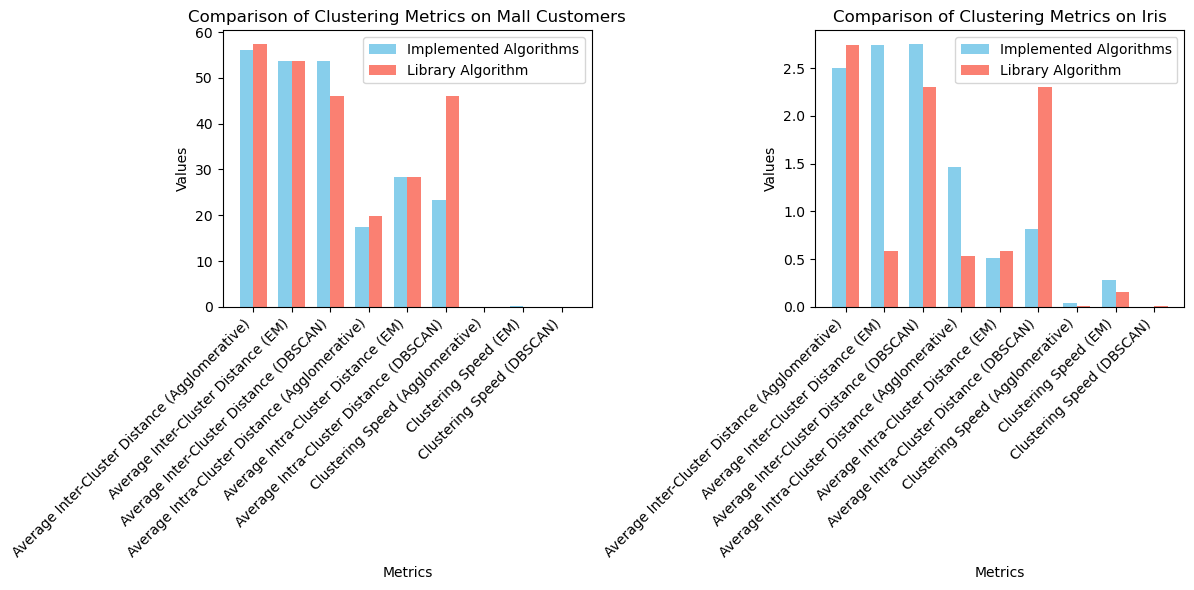 Comparison of Clustering Metrics on Mall Customers
Implemented Algorithms
Library Algorithm
Values
60
50
40
30
20
10
0
Average Inter-Cluster Distance (Agglomerative)
Average Inter-Cluster Distance (EM)
Average Inter-Cluster Distance (DBSCAN)
Average Intra-Cluster Distance (Agglomerative)
Average Intra-Cluster Distance (EM)
Average Intra-Cluster Distance (DBSCAN)
Clustering Speed (Agglomerative)
Clustering Speed (EM)
Clustering Speed (DBSCAN)
Metrics
Comparison of Clustering Metrics on Iris
Implemented Algorithms
Library Algorithm
Values
2.5
2.0
1.5
1.0
0.5
0.0
Average Inter-Cluster Distance (Agglomerative)
Average Inter-Cluster Distance (EM)
Average Inter-Cluster Distance (DBSCAN)
Average Intra-Cluster Distance (Agglomerative)
Average Intra-Cluster Distance (EM)
Average Intra-Cluster Distance (DBSCAN)
Clustering Speed (Agglomerative)
Clustering Speed (EM)
Clustering Speed (DBSCAN)
Metrics